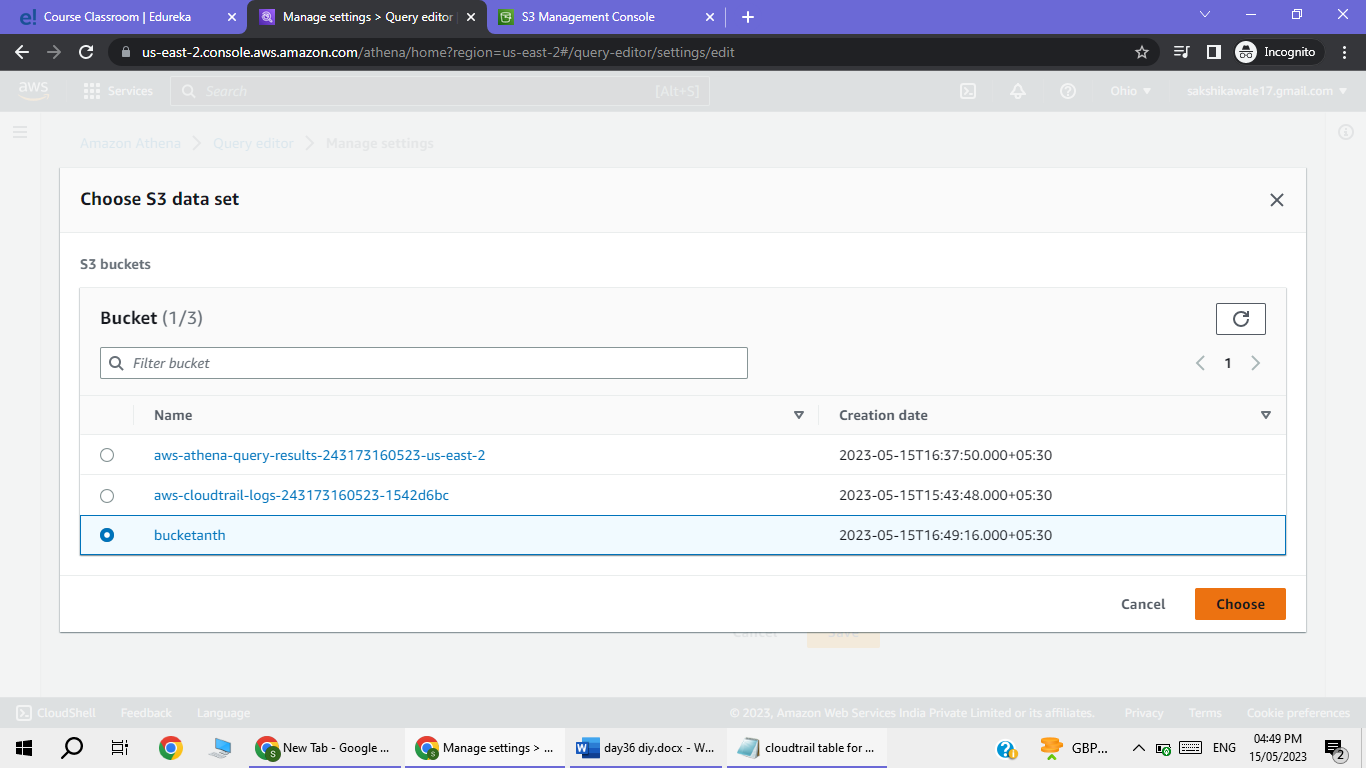 e! Course Classroom | Edureka
Manage settings > Query editor
S3 Management Console
us-east-2.console.aws.amazon.com/athena/home?region=us-east-2#/query-editor/settings/edit
Incognito
aws
Services
Search
[Alt+S]
Ohio
sakshikawale17.gmail.com
Amazon Athena
Query editor
Manage settings
Choose S3 data set
S3 buckets
Bucket (1/3)
Filter bucket
1
Name
Creation date
aws-athena-query-results-243173160523-us-east-2
2023-05-15T16:37:50.000+05:30
aws-cloudtrail-logs-243173160523-1542d6bc
2023-05-15T15:43:48.000+05:30
bucketanth
2023-05-15T16:49:16.000+05:30
Cancel
Choose
Cancel
Save
CloudShell
Feedback
Language
© 2023, Amazon Web Services India Private Limited or its affiliates.
Privacy
Terms
Cookie preferences
New Tab - Google ...
Manage settings > ...
day36 diy.docx - W...
cloudtrail table for ...
GBP...
ENG
04:49 PM
15/05/2023
2